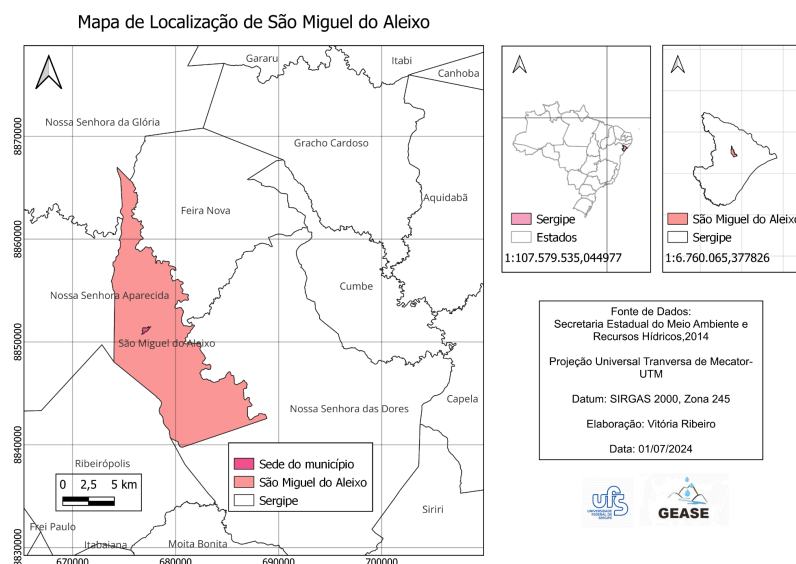 Mapa de Localização de São Miguel do Aleixo
Gararu
Itabi
Canhoba
Nossa Senhora da Glória
Gracho Cardoso
Aquidabã
Feira Nova
Cumbe
Nossa Senhora Aparecida
São Miguel do Aleixo
Nossa Senhora das Dores
Capela
Ribeirópolis
Siriri
Frei Paulo
Itabaiana
Moita Bonita
8870000
8860000
8850000
8840000
8830000
670000
680000
690000
700000
0 2,5 5 km
Sede do município
São Miguel do Aleixo
Sergipe
Sergipe
Estados
1:107.579.535,044977
São Miguel do Aleixo
Sergipe
1:6.760.065,377826
Fonte de Dados:
Secretaria Estadual do Meio Ambiente e
Recursos Hídricos,2014
Projeção Universal Tranversa de Mecator-
UTM
Datum: SIRGAS 2000, Zona 245
Elaboração: Vitória Ribeiro
Data: 01/07/2024
ufs
UNIVERSIDADE
FEDERAL DE
SERGIPE
GEASE